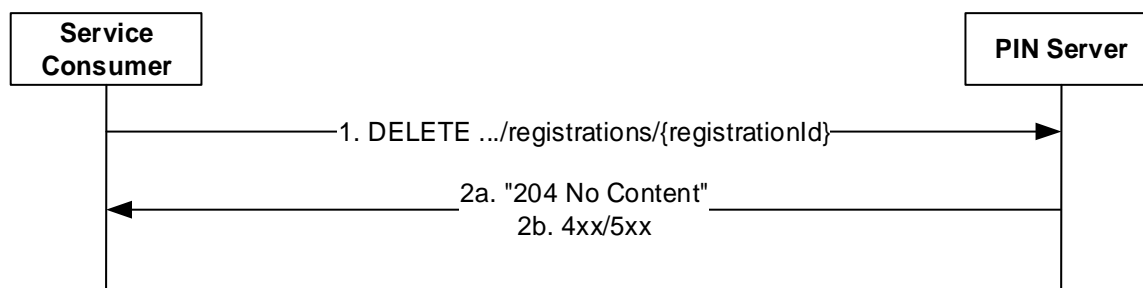 Service
Consumer
PIN Server
1. DELETE .../registrations/{registrationId}
2a. "204 No Content"
2b. 4xx/5xx